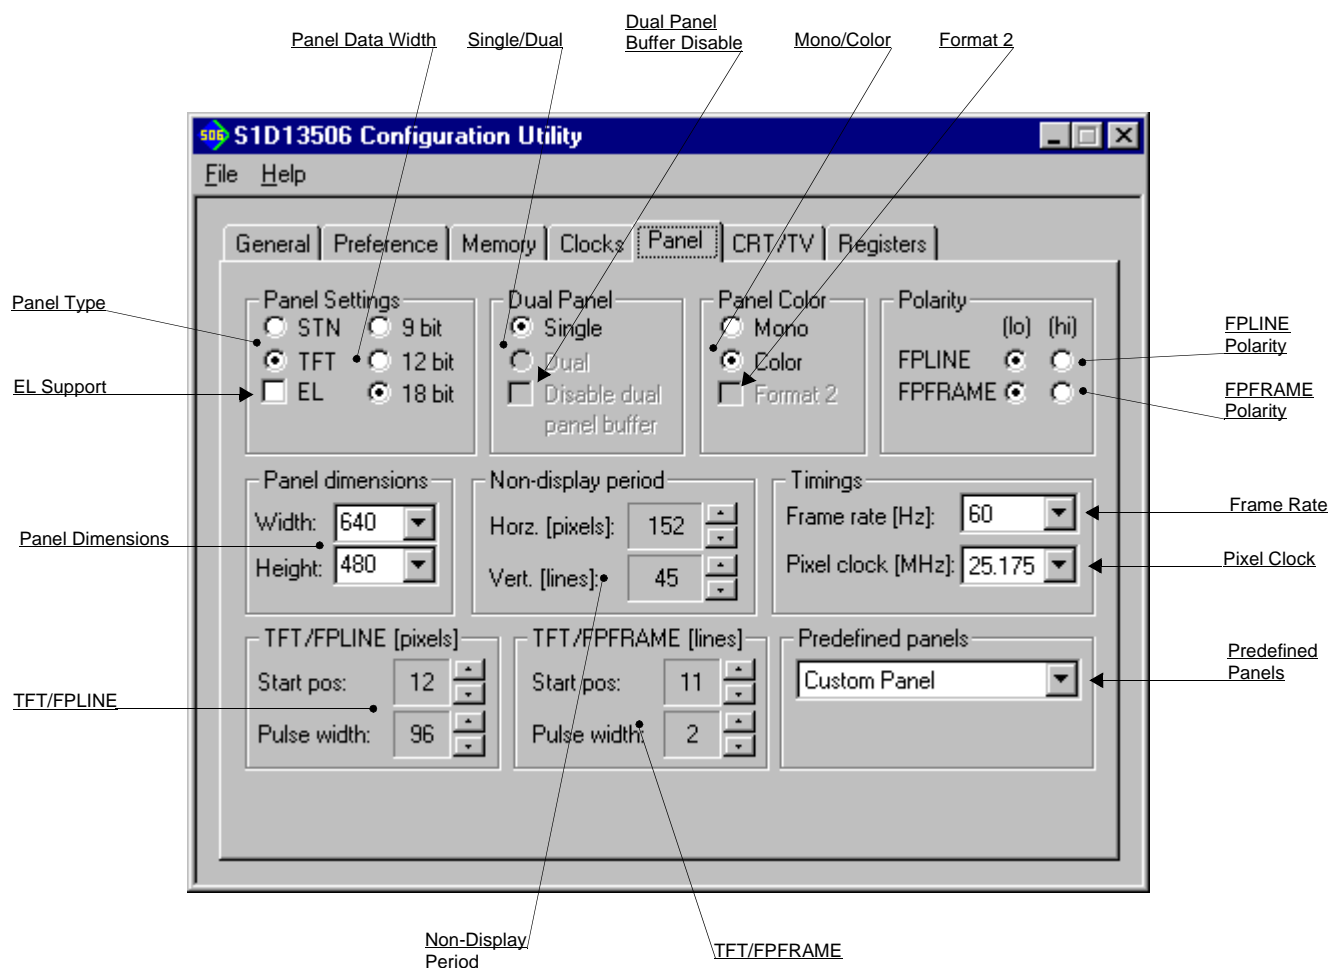 Panel Data Width
Single/Dual
Dual Panel
Buffer Disable
Mono/Color
Format 2
506
S1D13506 Configuration Utility
File Help
General Preference Memory Clocks Panel CRT/TV Registers
Panel Type
EL Support
Panel Settings
STN 9 bit
TFT 12 bit
EL 18 bit
Dual Panel
Single
Dual
Disable dual
panel buffer
Panel Color
Mono
Color
Format 2
Polarity
(lo) (hi)
FPLINE
FPFRAME
FPLINE
Polarity
FPFRAME
Polarity
Panel Dimensions
Panel dimensions
Width: 640
Height: 480
Non-display period
Horz. [pixels]: 152
Vert. [lines]: 45
Timings
Frame rate [Hz]: 60
Pixel clock [MHz]: 25.175
Frame Rate
Pixel Clock
TFT/FPLINE
TFT/FPLINE [pixels]
Start pos: 12
Pulse width: 96
TFT/FPFRAME [lines]
Start pos: 11
Pulse width: 2
Predefined panels
Custom Panel
Predefined
Panels
Non-Display
Period
TFT/FPFRAME